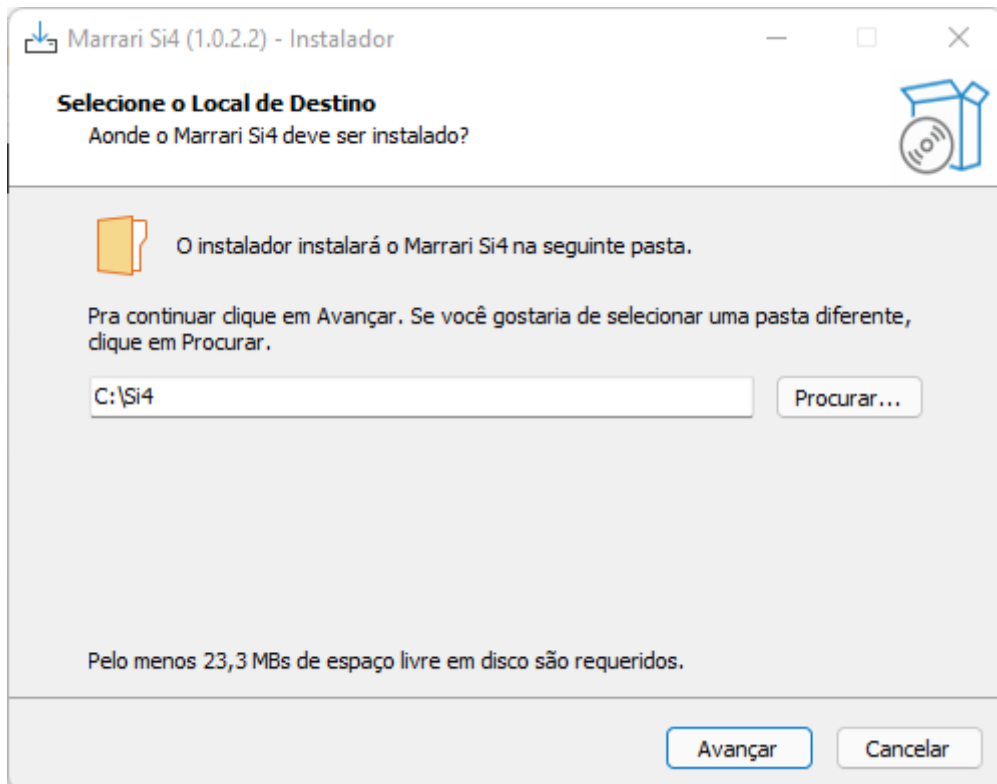 Marrari Si4 (1.0.2.2) - Instalador
Selecione o Local de Destino
Aonde o Marrari Si4 deve ser instalado?
O instalador instalará o Marrari Si4 na seguinte pasta.
Pra continuar clique em Avançar. Se você gostaria de selecionar uma pasta diferente,
clique em Procurar.
C:\Si4
Procurar...
Pelo menos 23,3 MBs de espaço livre em disco são requeridos.
Avançar
Cancelar